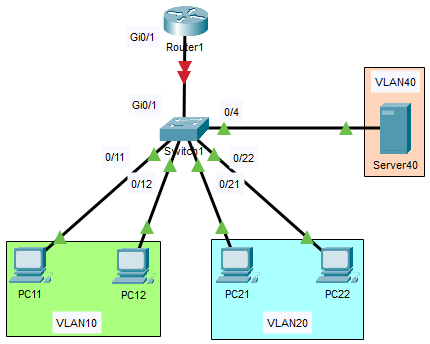 Gi0/1
Router1
VLAN40
Gi0/1
0/4
Switch1
Server40
0/11
0/22
0/12
0/21
PC11
PC12
PC21
PC22
VLAN10
VLAN20